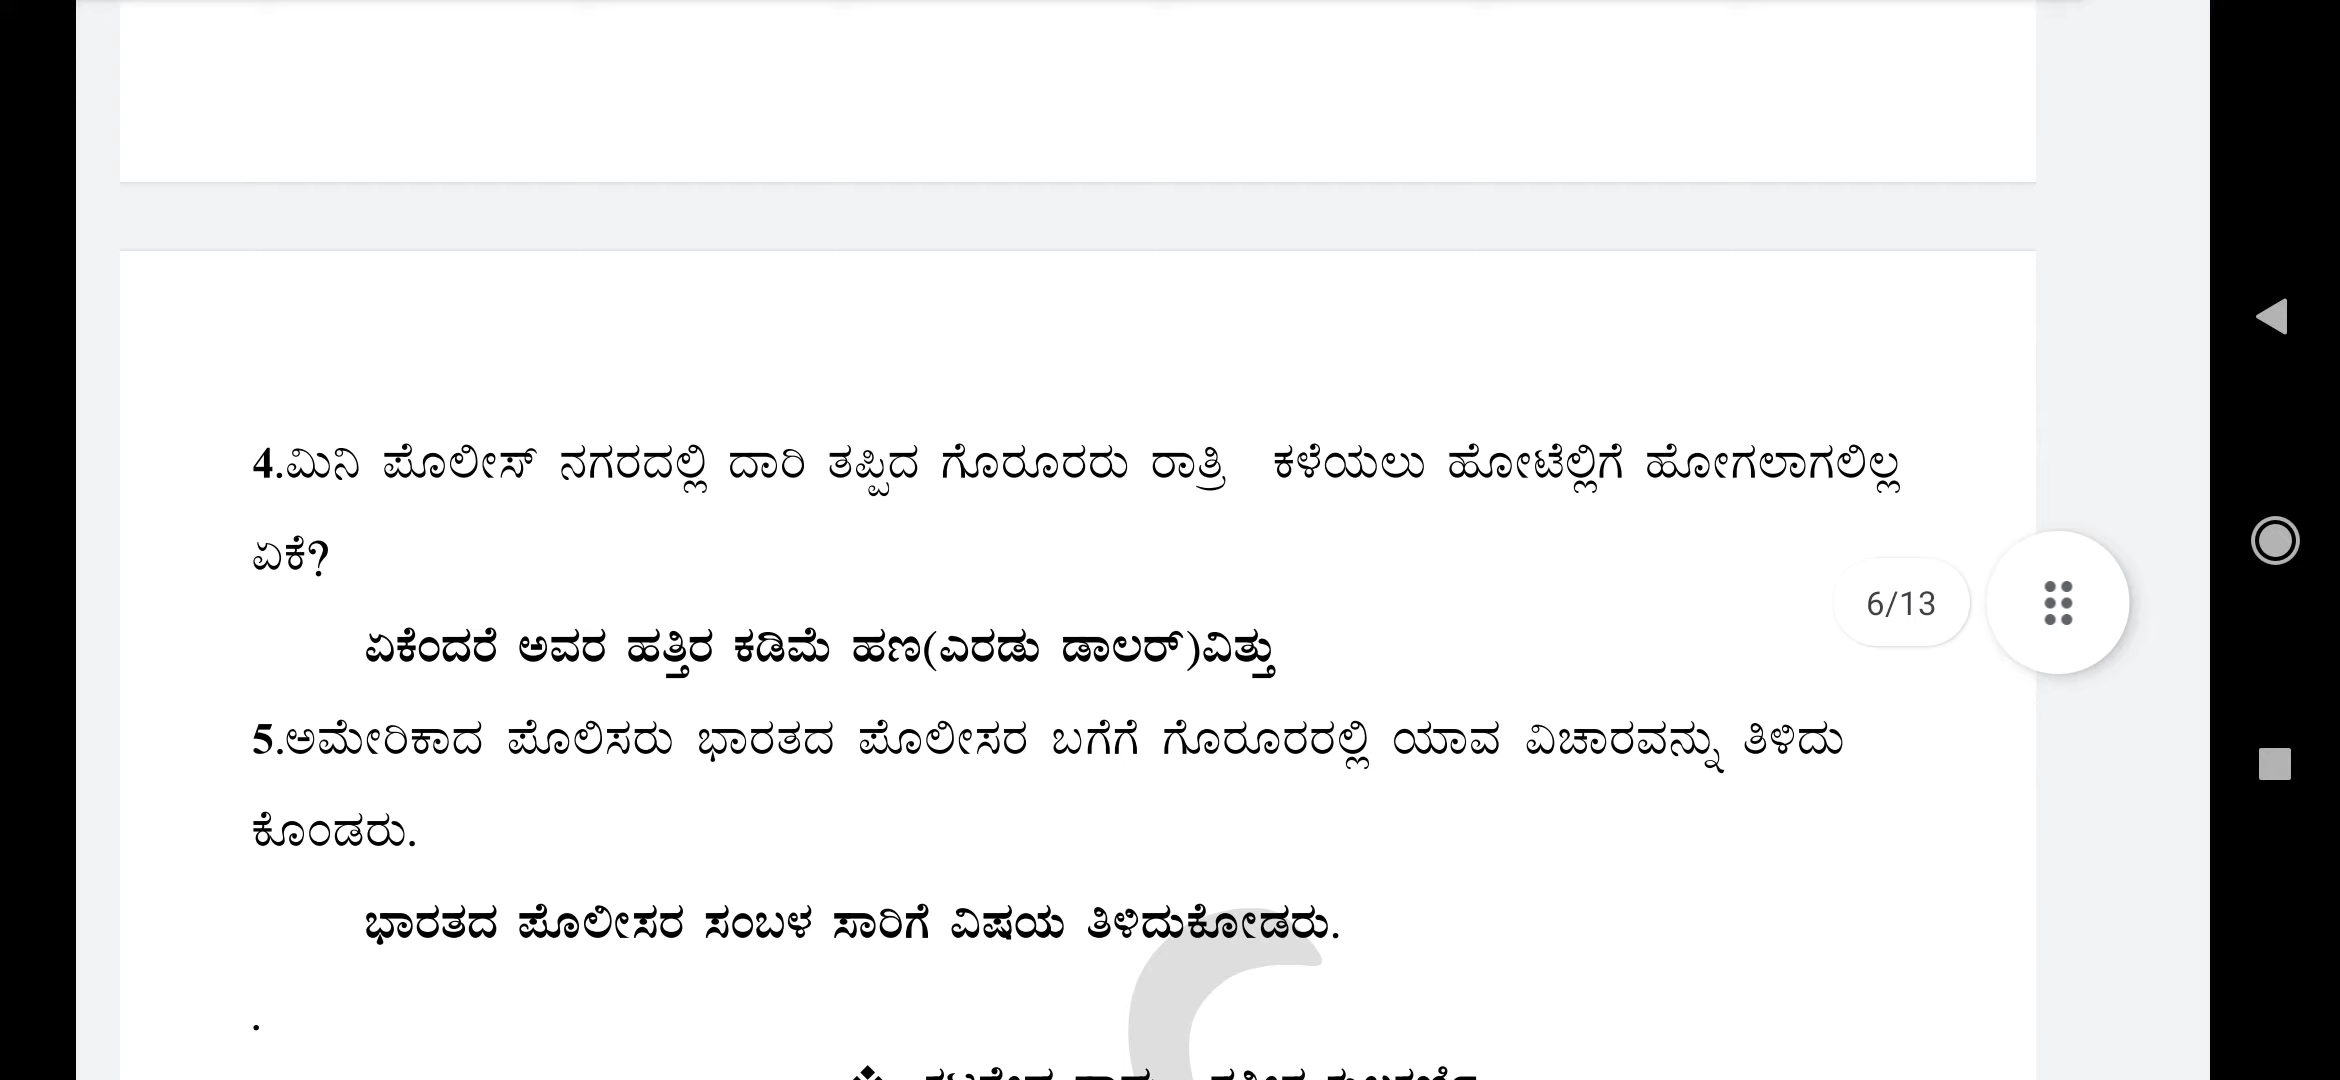 4.ಮಿನಿ ಪೊಲೀಸ್ ನಗರದಲ್ಲಿ ದಾರಿ ತಪ್ಪಿದ ಗೊರೂರರು ರಾತ್ರಿ ಕಳೆಯಲು ಹೋಟೆಲ್ಲಿಗೆ ಹೋಗಲಾಗಲಿಲ್ಲ
ಏಕೆ?
6/13
ಏಕೆಂದರೆ ಅವರ ಹತ್ತಿರ ಕಡಿಮೆ ಹಣ(ಎರಡು ಡಾಲರ್)ವಿತ್ತು
5.ಅಮೇರಿಕಾದ ಪೊಲಿಸರು ಭಾರತದ ಪೊಲೀಸರ ಬಗೆಗೆ ಗೊರೂರರಲ್ಲಿ ಯಾವ ವಿಚಾರವನ್ನು ತಿಳಿದು
ಕೊಂಡರು.
ಭಾರತದ ಪೊಲೀಸರ ಸಂಬಳ ಸಾರಿಗೆ ವಿಷಯ ತಿಳಿದುಕೋಡರು.
.